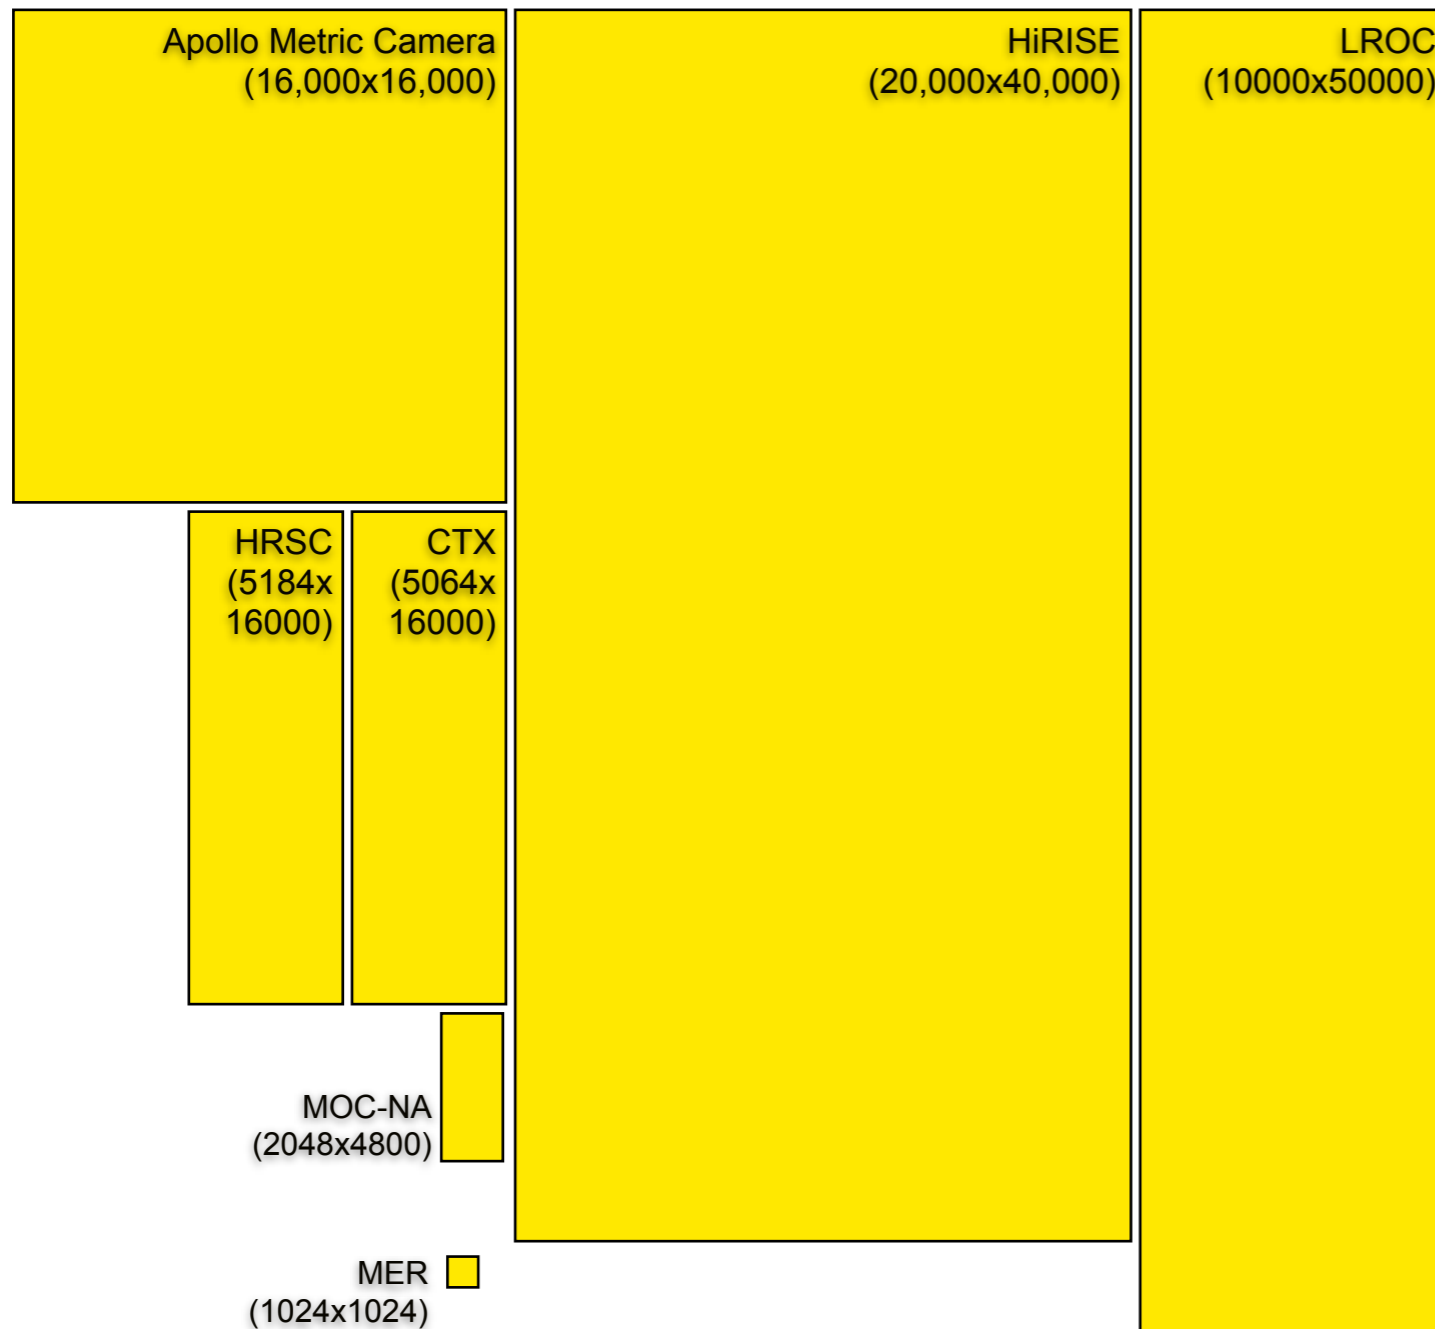 Apollo Metric Camera
(16,000x16,000)
HiRISE
(20,000x40,000)
LROC
(10000x50000)
HRSC
(5184x
16000)
CTX
(5064x
16000)
MOC-NA
(2048x4800)
MER
(1024x1024)